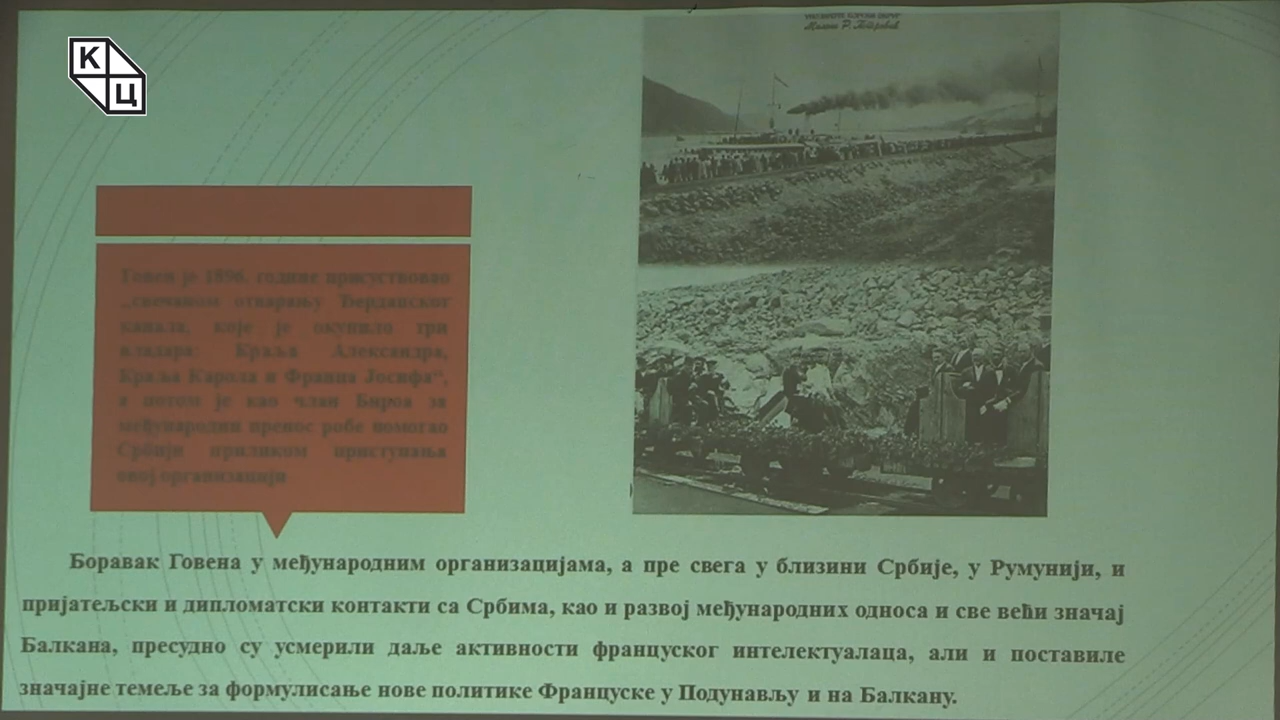 К
Ц
Милан Р. Петровић
Говен је 1896. године присуствовао
„свечаном отварању Ђердапског
канала, које је окупило три
владара: Краља Александра,
Краља Карола и Франца Јосифа“,
а потом је као члан Бироа за
међународни пренос робе помогао
Србији приликом приступања
овој организацији
Боравак Говена у међународним организацијама, а пре свега у близини Србије, у Румунији, и
пријатељски и дипломатски контакти са Србима, као и развој међународних односа и све већи значај
Балкана, пресудно су усмерили даље активности француског интелектуалаца, али и поставиле
значајне темеље за формулисање нове политике Француске у Подунављу и на Балкану.